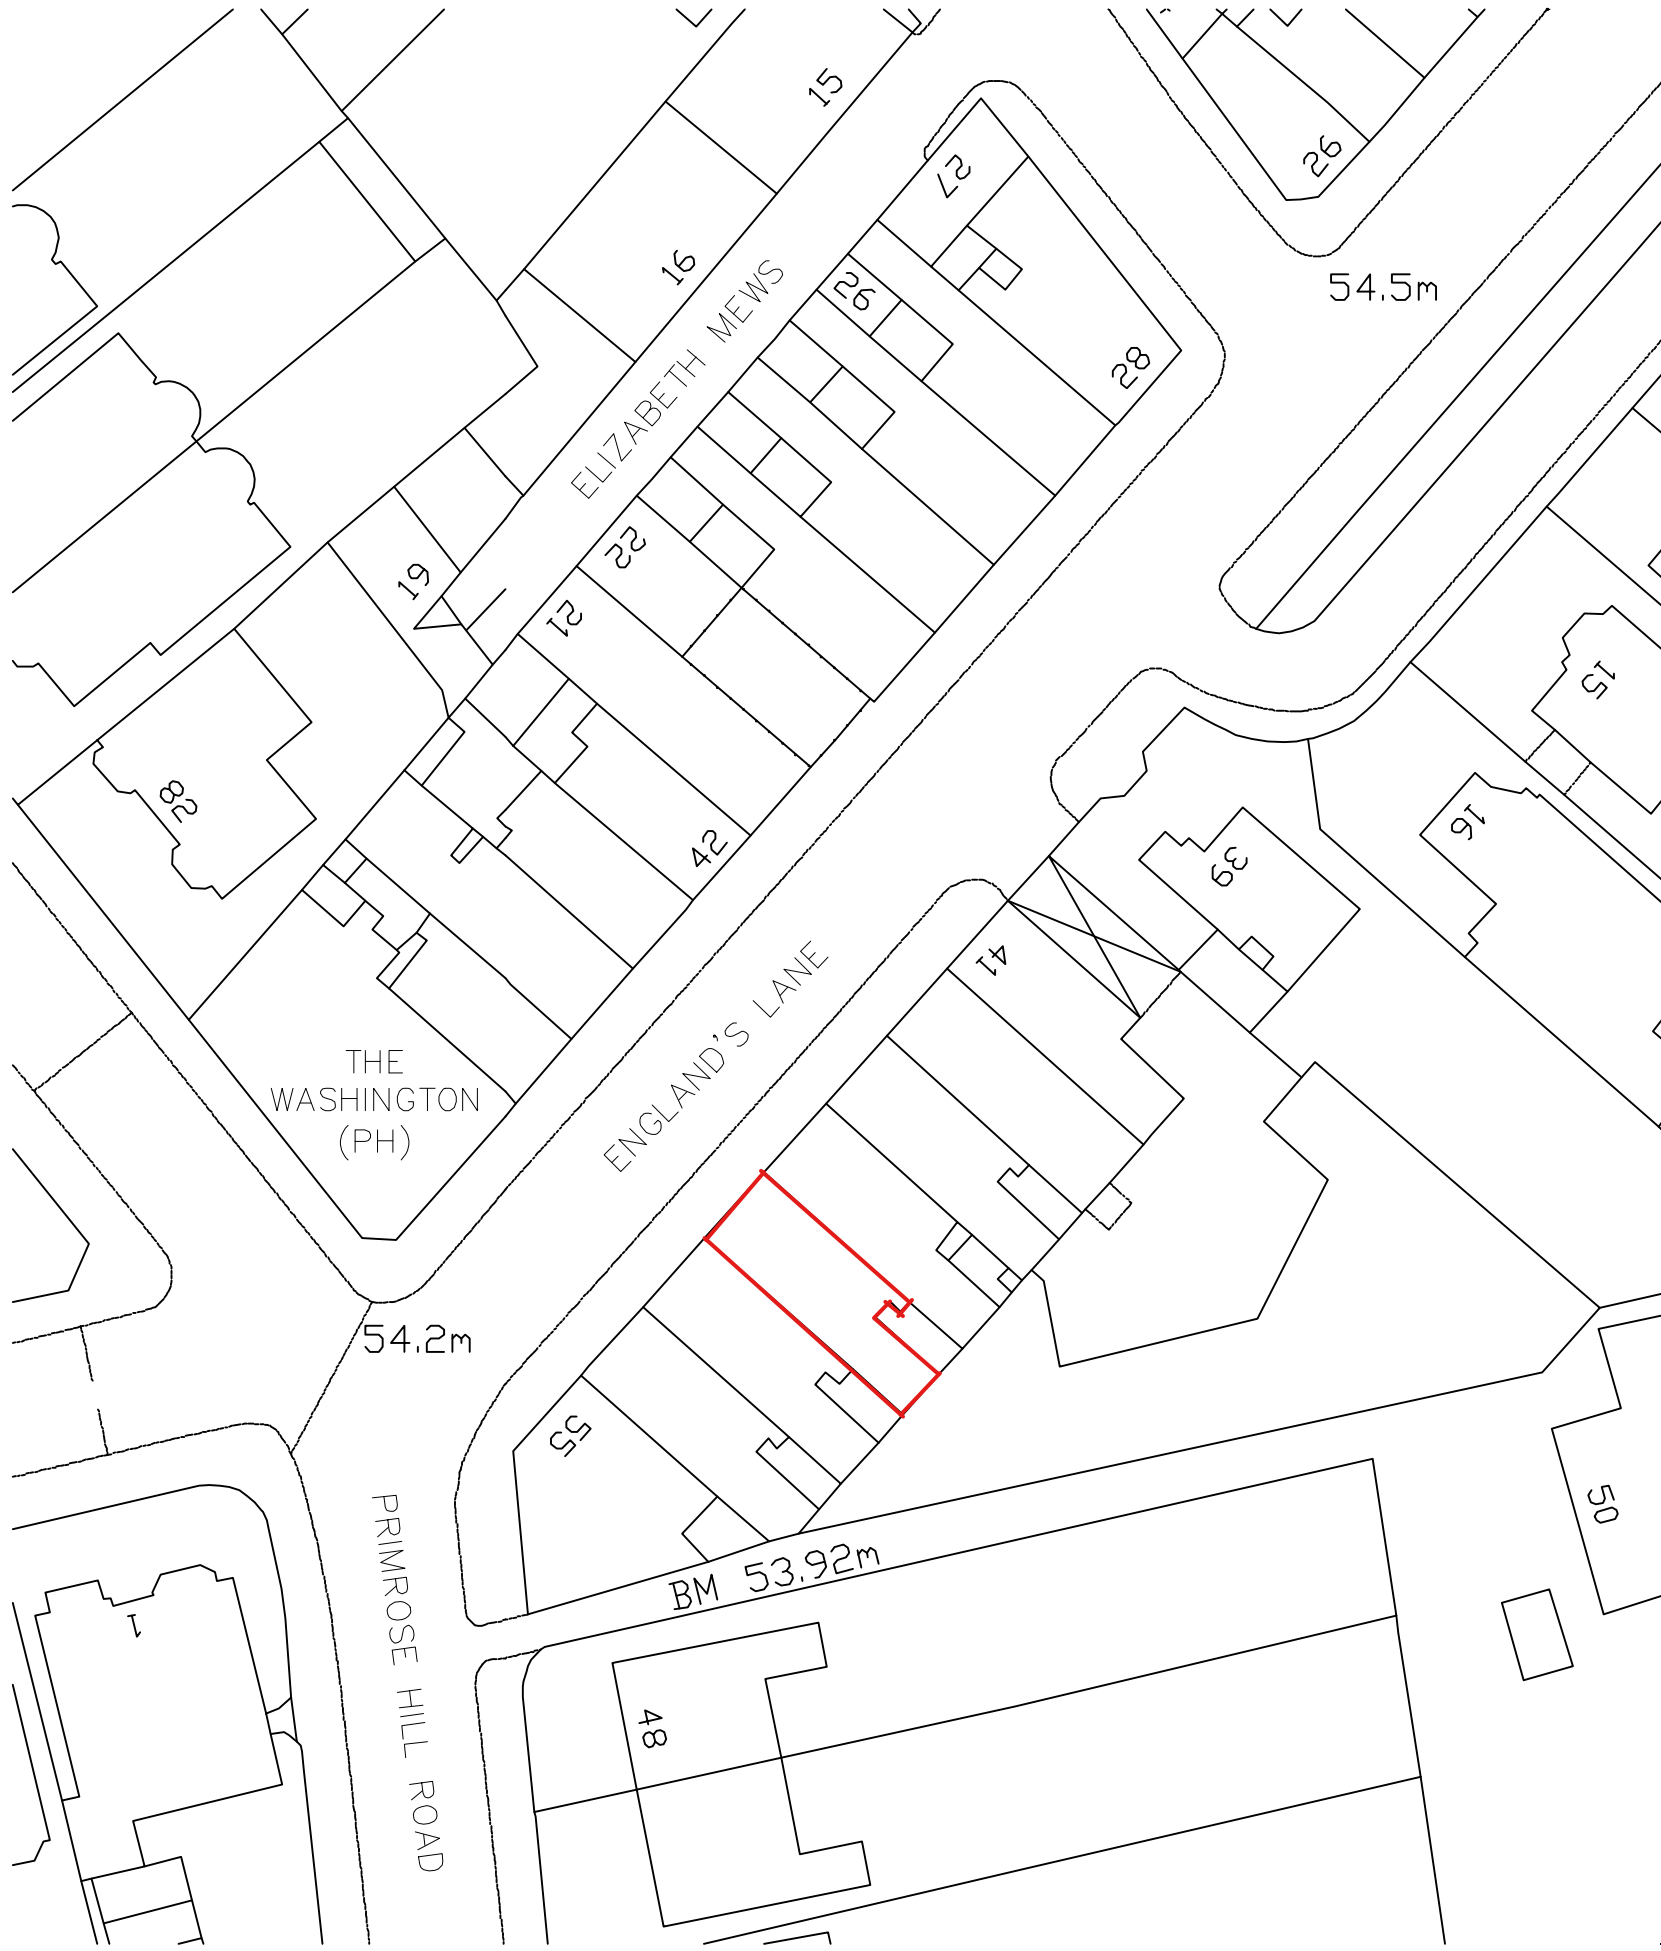 15
26
27
16
54.5m
26
28
ELIZABETH MEWS
22
19
21
15
28
42
16
39
41
ENGLAND'S LANE
THE
WASHINGTON
(PH)
54.2m
55
50
BM 53.92m
PRIMROSE HILL ROAD
1
48